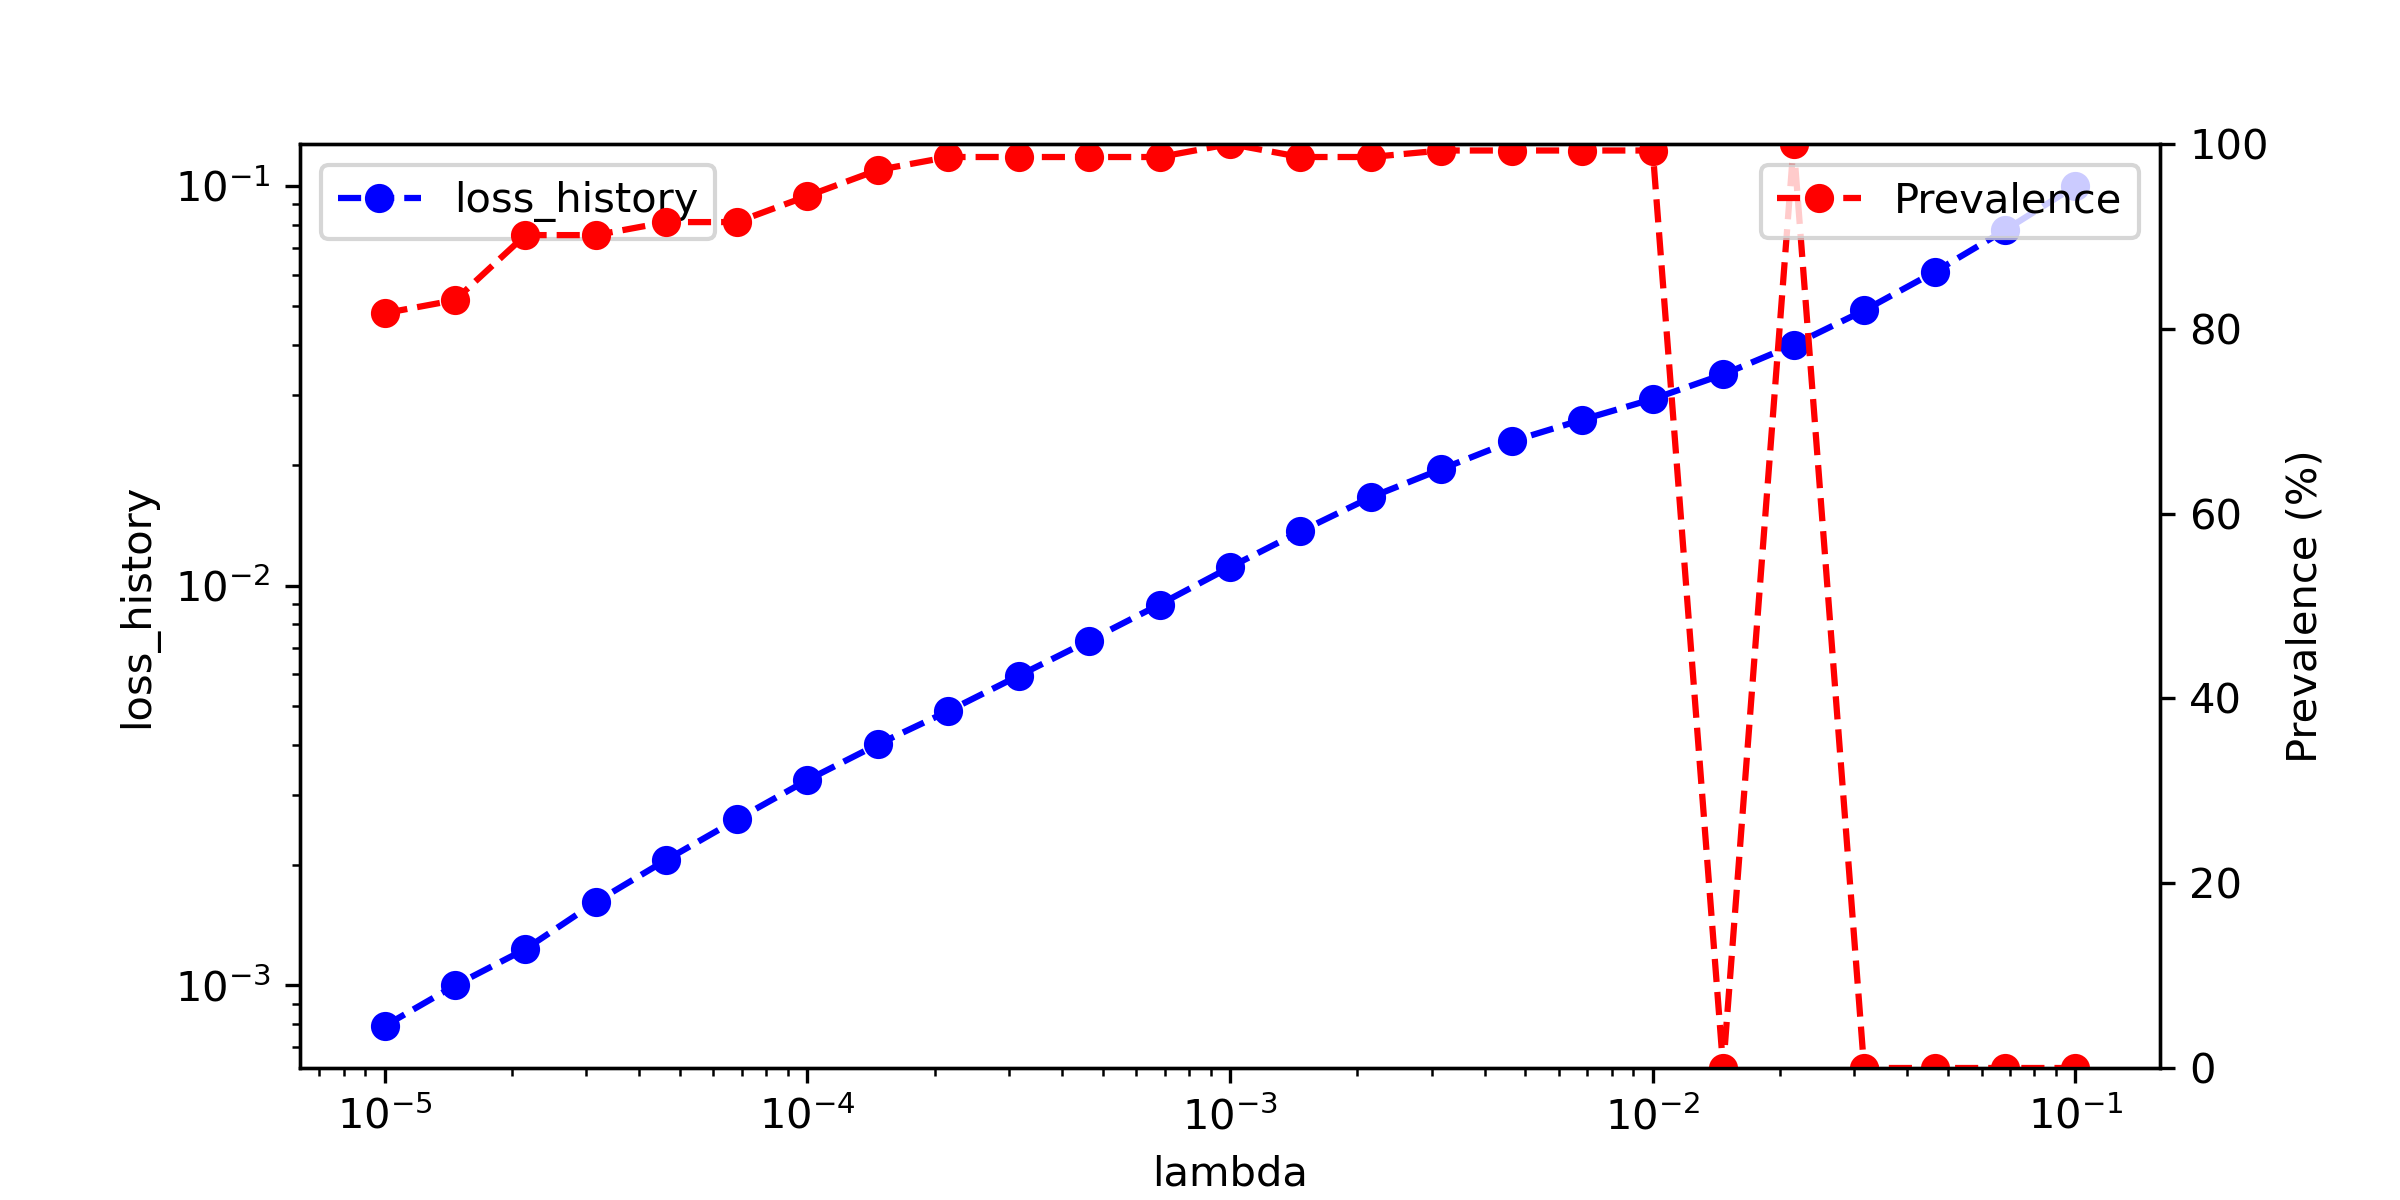 loss_history
Prevalence
10⁻¹
10⁻²
10⁻³
loss_history
100
80
60
40
20
0
Prevalence (%)
10⁻⁵ 10⁻⁴ 10⁻³ 10⁻² 10⁻¹
lambda